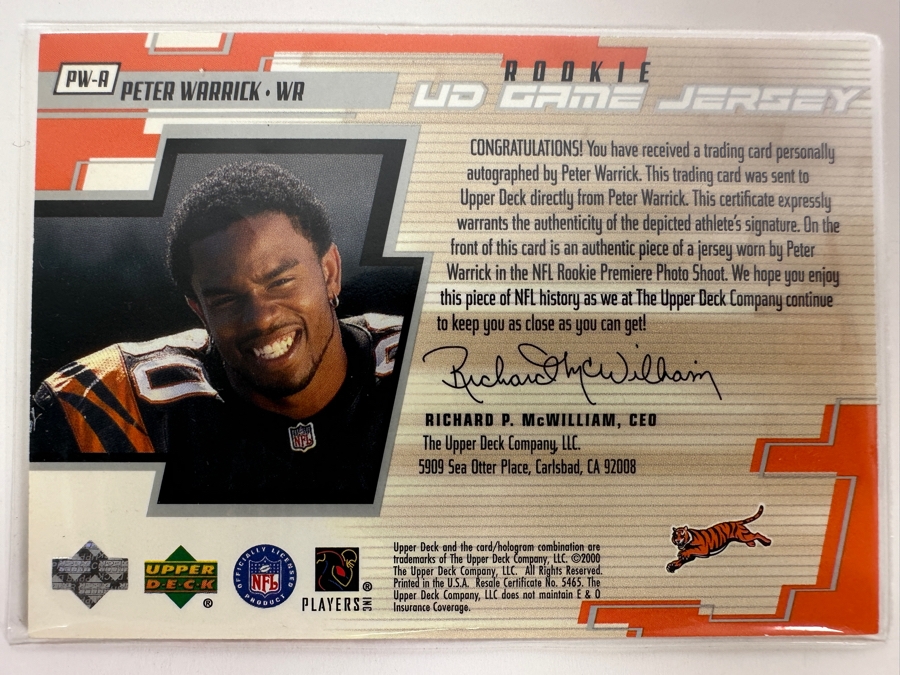 PW-A
PETER WARRICK • WR
ROOKIE
UD GAME JERSEY
CONGRATULATIONS! You have received a trading card personally
autographed by Peter Warrick. This trading card was sent to
Upper Deck directly from Peter Warrick. This certificate expressly
warrants the authenticity of the depicted athlete's signature. On the
front of this card is an authentic piece of a jersey worn by Peter
Warrick in the NFL Rookie Premiere Photo Shoot. We hope you enjoy
this piece of NFL history as we at The Upper Deck Company continue
to keep you as close as you can get!
Richard McWilliam
RICHARD P. McWILLIAM, CEO
The Upper Deck Company, LLC.
5909 Sea Otter Place, Carlsbad, CA 92008
NFL
UPPER
DECK
®
OFFICIALLY LICENSED
NFL
PRODUCT
PLAYERS INC
®
Upper Deck and the card/hologram combination are
trademarks of The Upper Deck Company, LLC. ©2000
The Upper Deck Company, LLC. All Rights Reserved.
Printed in the U.S.A. Resale Certificate No. 5465. The
Upper Deck Company, LLC does not maintain E & O
Insurance Coverage.